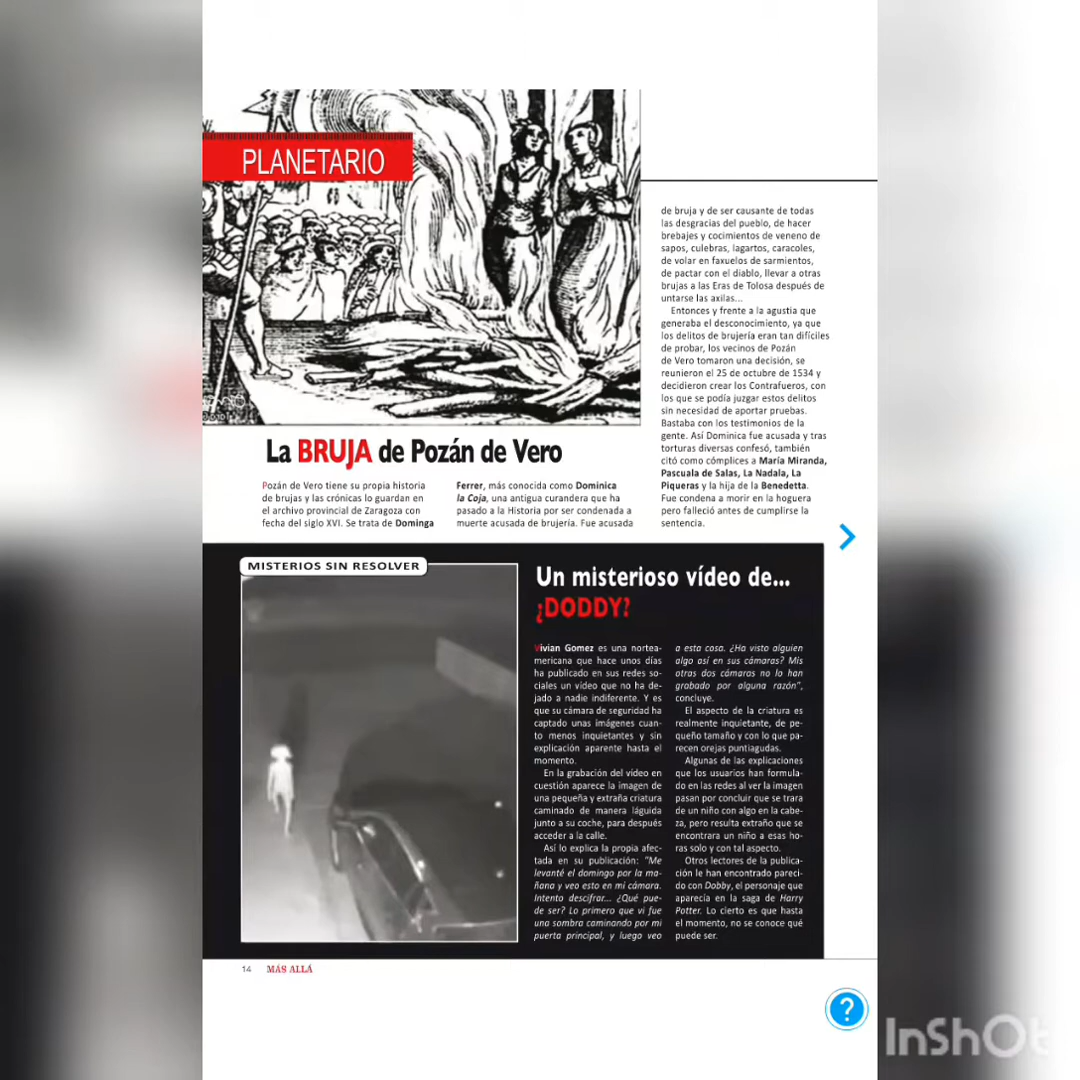 PLANETARIO
La BRUJA de Pozán de Vero
Pozán de Vero tiene su propia historia
de brujas y las crónicas lo guardan en
el archivo provincial de Zaragoza con
fecha del siglo XVI. Se trata de Dominga
Ferrer, más conocida como Dominica
la Coja, una antigua curandera que ha
pasado a la Historia por ser condenada a
muerte acusada de brujería. Fue acusada
de bruja y de ser causante de todas
las desgracias del pueblo, de hacer
brebajes y cocimientos de veneno de
sapos, culebras, lagartos, caracoles,
de volar en faxuelos de sarmientos,
de pactar con el diablo, llevar a otras
brujas a las Eras de Tolosa después de
untarse las axilas...
Entonces y frente a la agustia que
generaba el desconocimiento, ya que
los delitos de brujería eran tan difíciles
de probar, los vecinos de Pozán
de Vero tomaron una decisión, se
reunieron el 25 de octubre de 1534 y
decidieron crear los Contrafueros, con
los que se podía juzgar estos delitos
sin necesidad de aportar pruebas.
Bastaba con los testimonios de la
gente. Así Dominica fue acusada y tras
torturas diversas confesó, también
citó como cómplices a María Miranda,
Pascuala de Salas, La Nadala, La
Piqueras y la hija de la Benedetta.
Fue condena a morir en la hoguera
pero falleció antes de cumplirse la
sentencia.
MISTERIOS SIN RESOLVER
Un misterioso vídeo de...
¿DODDY?
Vivian Gomez es una nortea-
mericana que hace unos días
ha publicado en sus redes so-
ciales un vídeo que no ha de-
jado a nadie indiferente. Y es
que su cámara de seguridad ha
captado unas imágenes cuan-
to menos inquietantes y sin
explicación aparente hasta el
momento.
En la grabación del vídeo en
cuestión aparece la imagen de
una pequeña y extraña criatura
caminado de manera láguida
junto a su coche, para después
acceder a la calle.
Así lo explica la propia afec-
tada en su publicación: "Me
levanté el domingo por la ma-
ñana y veo esto en mi cámara.
Intento descifrar... ¿Qué pue-
de ser? Lo primero que vi fue
una sombra caminando por mi
puerta principal, y luego veo
a esta cosa. ¿Ha visto alguien
algo así en sus cámaras? Mis
otras dos cámaras no lo han
grabado por alguna razón",
concluye.
El aspecto de la criatura es
realmente inquietante, de pe-
queño tamaño y con lo que pa-
recen orejas puntiagudas.
Algunas de las explicaciones
que los usuarios han formula-
do en las redes al ver la imagen
pasan por concluir que se trara
de un niño con algo en la cabe-
za, pero resulta extraño que se
encontrara un niño a esas ho-
ras solo y con tal aspecto.
Otros lectores de la publica-
ción le han encontrado pareci-
do con Dobby, el personaje que
aparecía en la saga de Harry
Potter. Lo cierto es que hasta
el momento, no se conoce qué
puede ser.
14 MÁS ALLÁ
?
InShOt